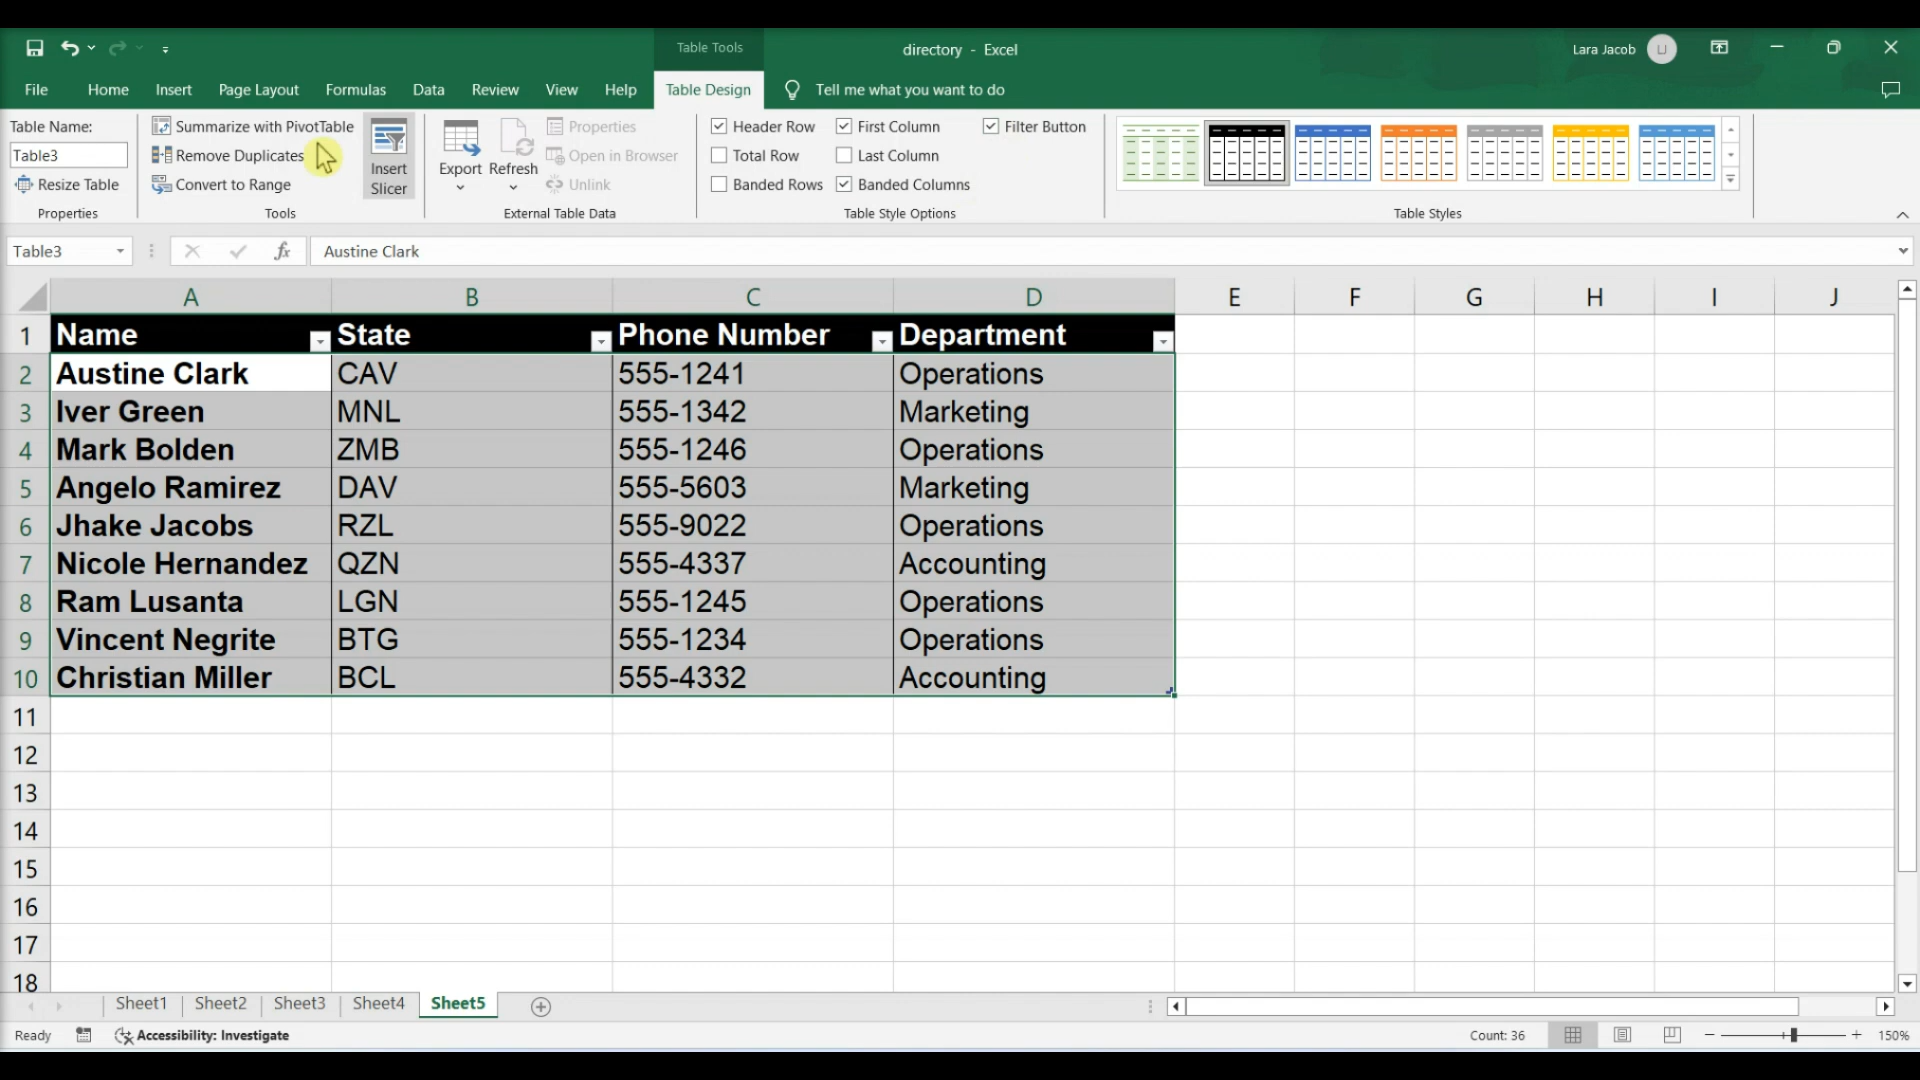 Table Tools
directory - Excel
Lara Jacob
LJ
File Home Insert Page Layout Formulas Data Review View Help Table Design Tell me what you want to do
Table Name:
Table3
Resize Table
Properties
Summarize with PivotTable
Remove Duplicates
Convert to Range
Insert
Slicer
Tools
Export
Refresh
Properties
Open in Browser
Unlink
External Table Data
Header Row First Column Filter Button
Total Row Last Column
Banded Rows Banded Columns
Table Style Options
Table Styles
Table3
fx
Austine Clark
A B C D E F G H I J
1 Name State Phone Number Department
2 Austine Clark CAV 555-1241 Operations
3 Iver Green MNL 555-1342 Marketing
4 Mark Bolden ZMB 555-1246 Operations
5 Angelo Ramirez DAV 555-5603 Marketing
6 Jhake Jacobs RZL 555-9022 Operations
7 Nicole Hernandez QZN 555-4337 Accounting
8 Ram Lusanta LGN 555-1245 Operations
9 Vincent Negrite BTG 555-1234 Operations
10 Christian Miller BCL 555-4332 Accounting
11
12
13
14
15
16
17
18
Sheet1 Sheet2 Sheet3 Sheet4 Sheet5
Ready Accessibility: Investigate Count: 36 150%